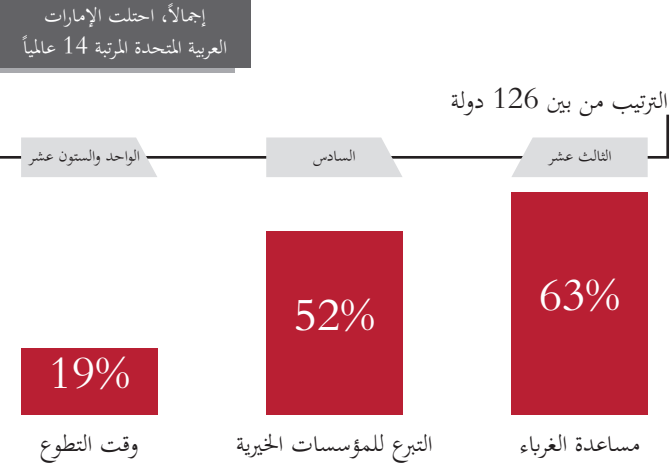 إجمالاً، احتلت الإمارات
العربية المتحدة المرتبة 14 عالمياً
الترتيب من بين 126 دولة
الثالث عشر
السادس
الواحد والستون عشر
63%
52%
19%
مساعدة الغرباء
التبرع للمؤسسات الخيرية
وقت التطوع